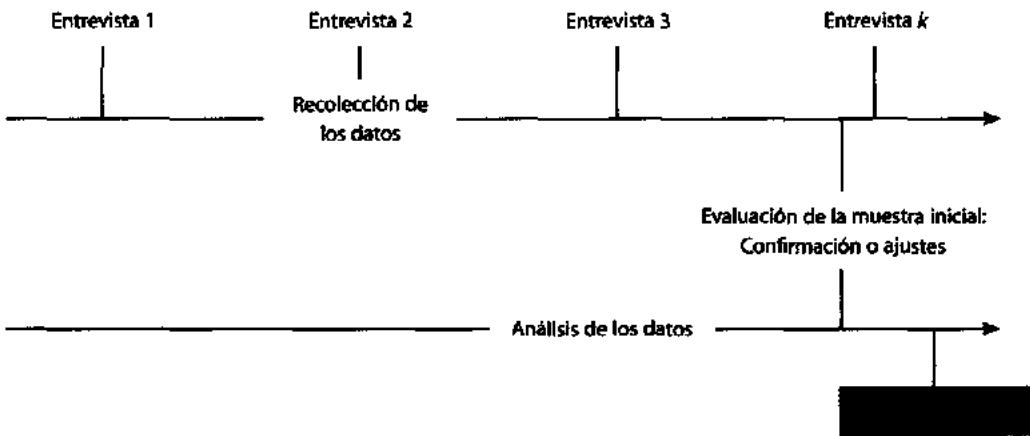 Entrevista 1
Entrevista 2
Entrevista 3
Entrevista k
Recolección de
los datos
Evaluación de la muestra inicial:
Confirmación o ajustes
Análisis de los datos